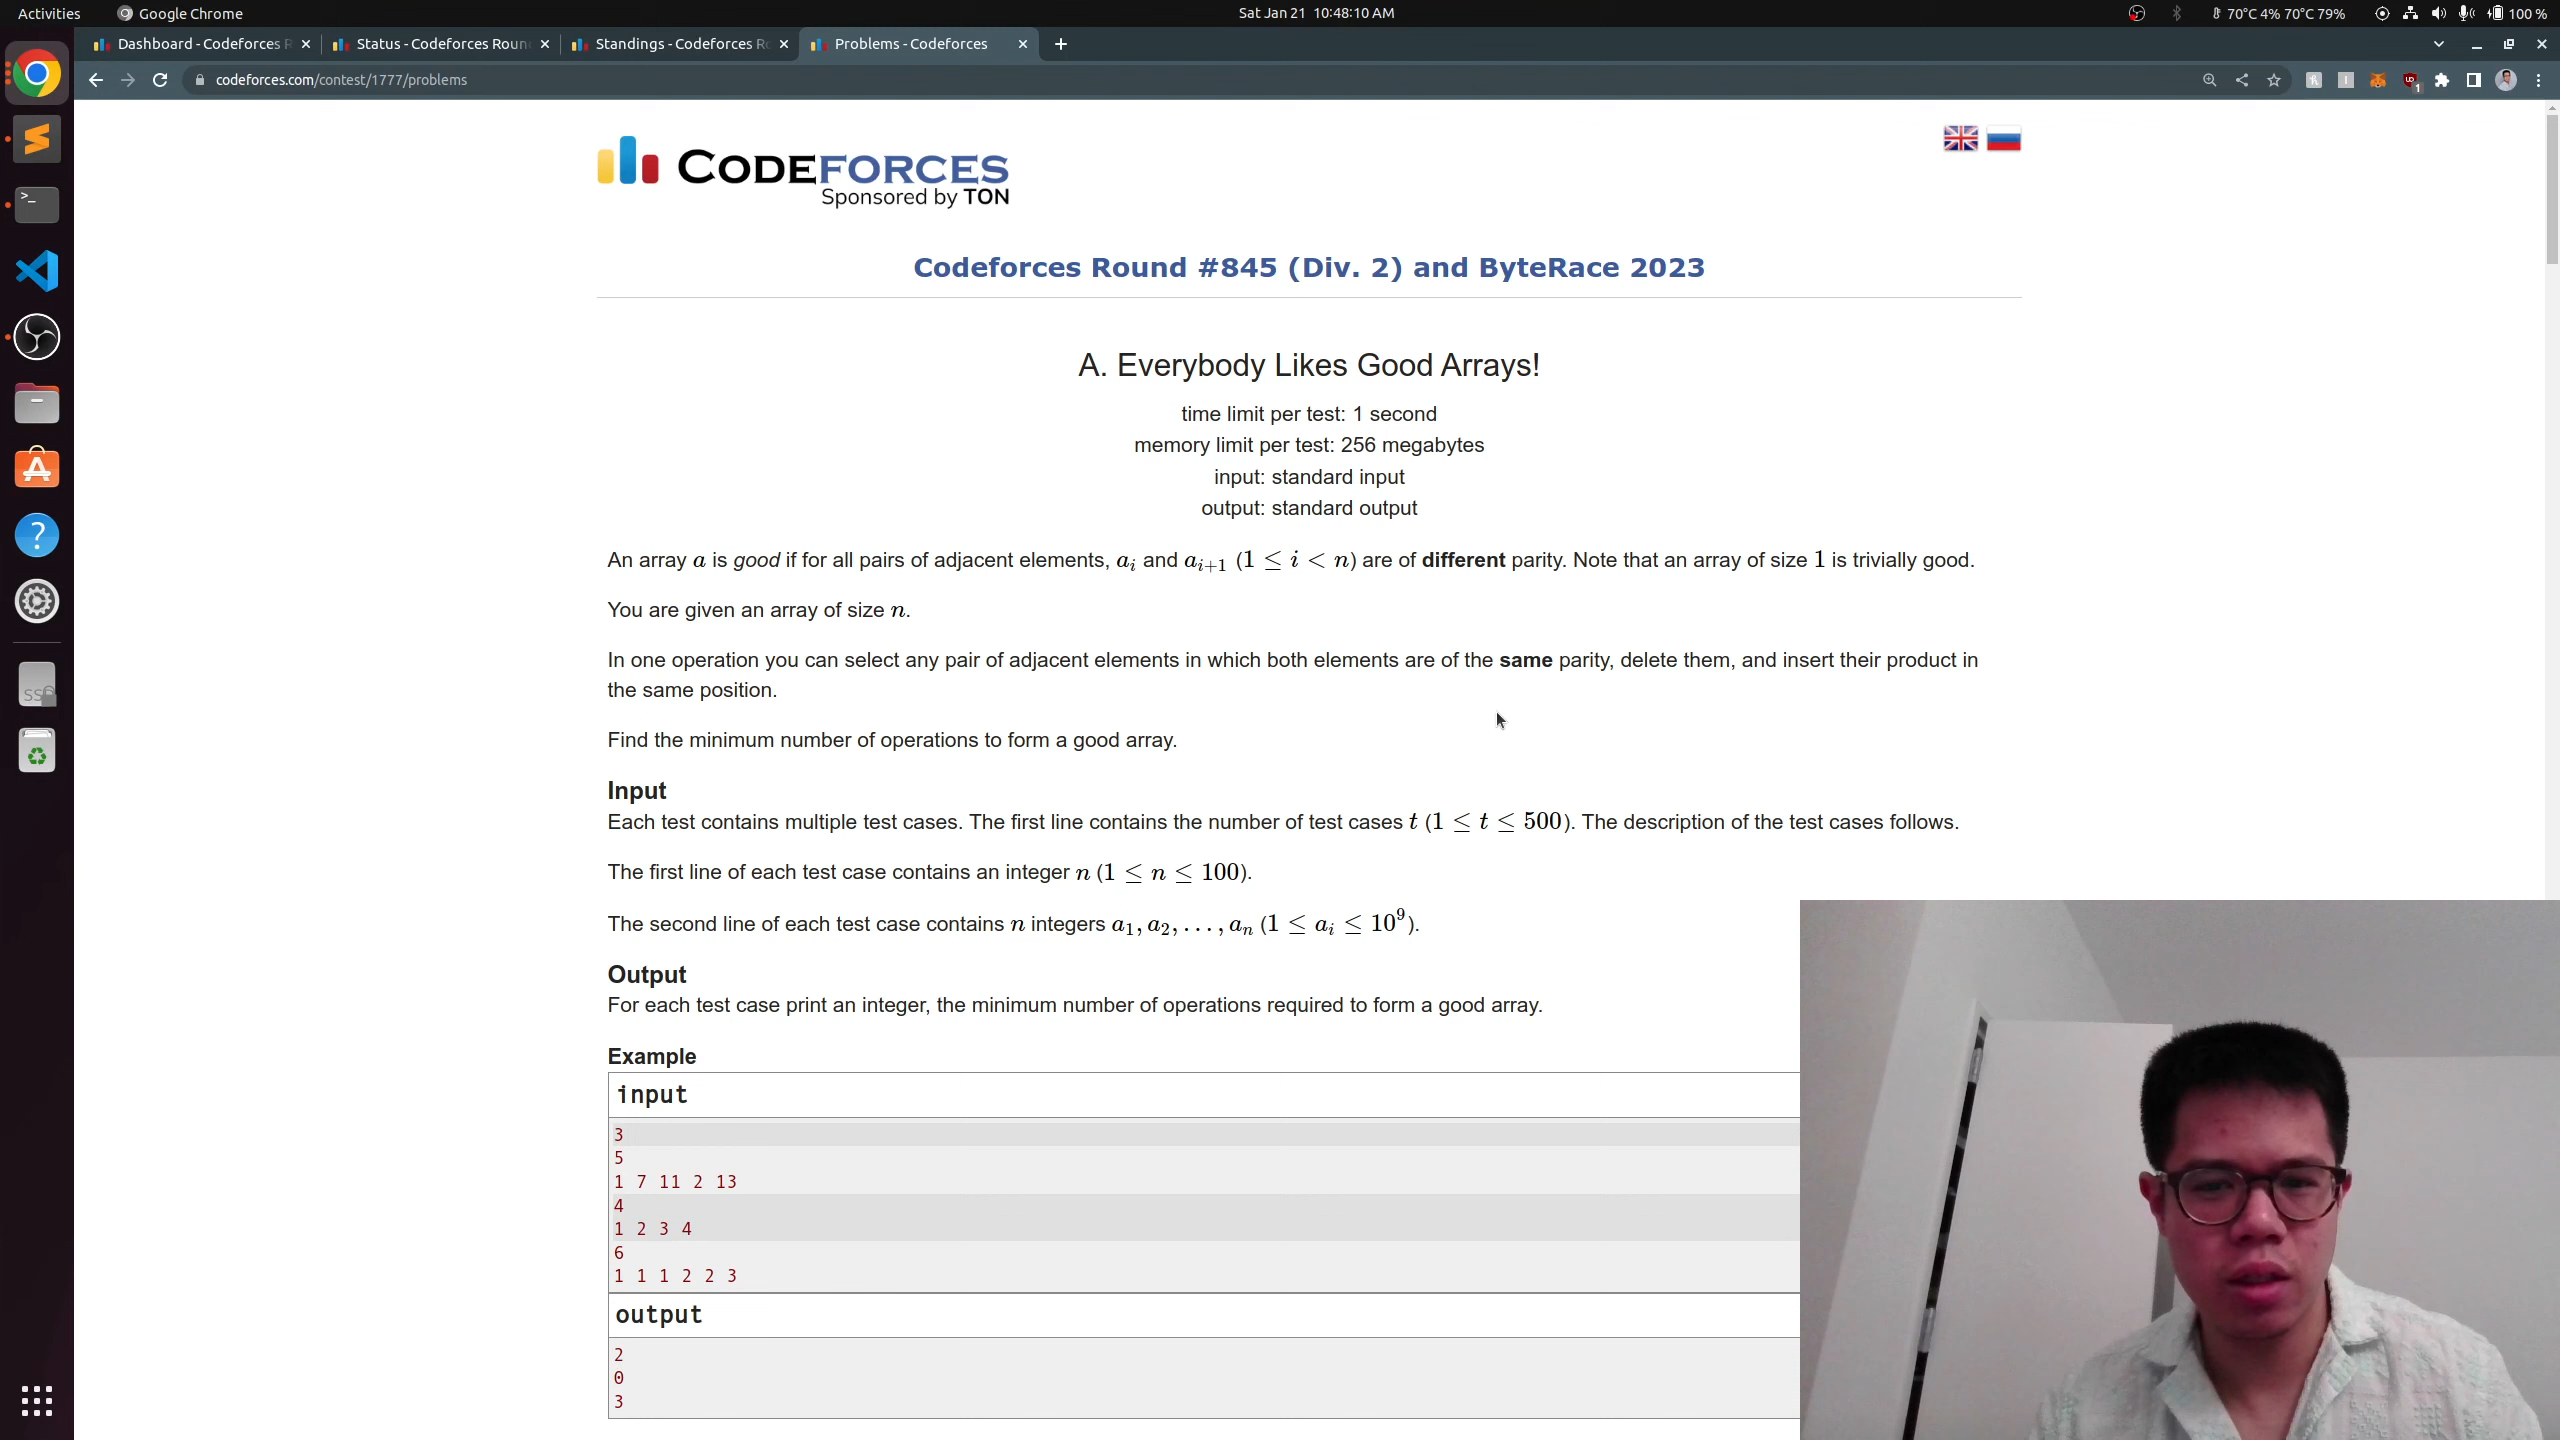 Activities
Google Chrome
Sat Jan 21 10:48:10 AM
70°C 4% 70°C 79%
100 %
Dashboard - Codeforces R
Status - Codeforces Roun
Standings - Codeforces Ro
Problems - Codeforces
codeforces.com/contest/1777/problems
CODEFORCES
Sponsored by TON
Codeforces Round #845 (Div. 2) and ByteRace 2023
A. Everybody Likes Good Arrays!
time limit per test: 1 second
memory limit per test: 256 megabytes
input: standard input
output: standard output
An array a is good if for all pairs of adjacent elements, a_i and a_{i+1} (1 ≤ i < n) are of different parity. Note that an array of size 1 is trivially good.
You are given an array of size n.
In one operation you can select any pair of adjacent elements in which both elements are of the same parity, delete them, and insert their product in
the same position.
Find the minimum number of operations to form a good array.
Input
Each test contains multiple test cases. The first line contains the number of test cases t (1 ≤ t ≤ 500). The description of the test cases follows.
The first line of each test case contains an integer n (1 ≤ n ≤ 100).
The second line of each test case contains n integers a_1, a_2, …, a_n (1 ≤ a_i ≤ 10^9).
Output
For each test case print an integer, the minimum number of operations required to form a good array.
Example
input
3
5
1 7 11 2 13
4
1 2 3 4
6
1 1 1 2 2 3
output
2
0
3